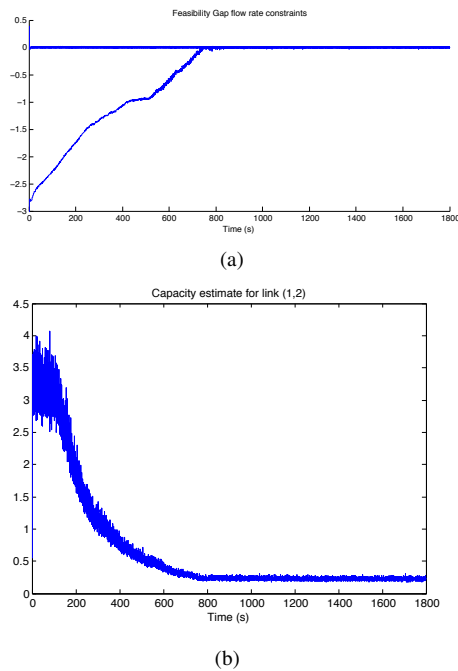 Feasibility Gap flow rate constraints
0.5
0
−0.5
−1
−1.5
−2
−2.5
−3
0 200 400 600 800 1000 1200 1400 1600 1800
Time (s)
(a)
Capacity estimate for link (1,2)
4.5
4
3.5
3
2.5
2
1.5
1
0.5
0
0 200 400 600 800 1000 1200 1400 1600 1800
Time (s)
(b)